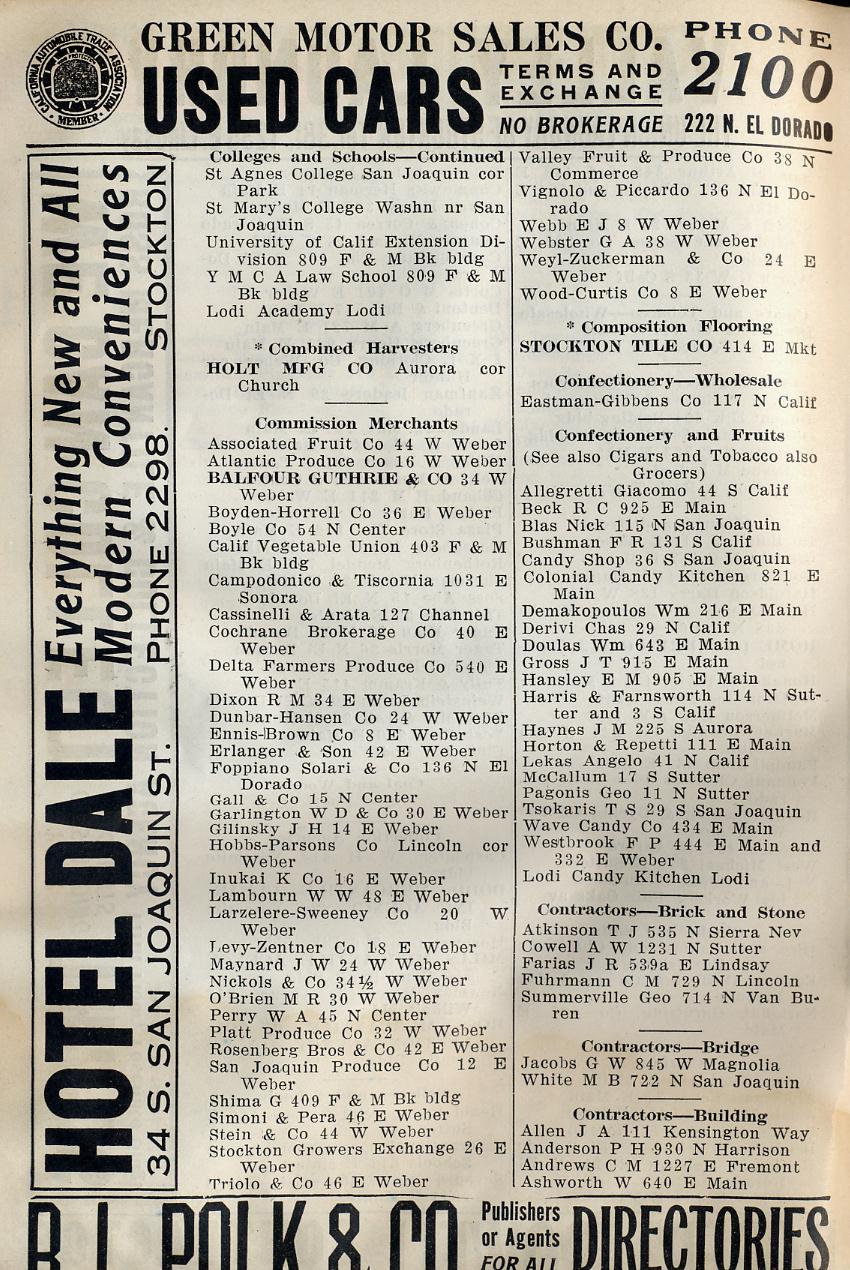 CALIFORNIA AUTOMOBILE TRADE ASSOCIATION
MEMBER
GREEN MOTOR SALES CO.
USED CARS
TERMS AND
EXCHANGE
NO BROKERAGE
PHONE
2100
222 N. EL DORADO
HOTEL DALE
Everything New and All
Modern Conveniences
34 S. SAN JOAQUIN ST. PHONE 2298. STOCKTON
Colleges and Schools—Continued
St Agnes College San Joaquin cor
Park
St Mary's College Washn nr San
Joaquin
University of Calif Extension Di-
vision 809 F & M Bk bldg
Y M C A Law School 809 F & M
Bk bldg
Lodi Academy Lodi
* Combined Harvesters
HOLT MFG CO Aurora cor
Church
Commission Merchants
Associated Fruit Co 44 W Weber
Atlantic Produce Co 16 W Weber
BALFOUR GUTHRIE & CO 34 W
Weber
Boyden-Horrell Co 36 E Weber
Boyle Co 54 N Center
Calif Vegetable Union 403 F & M
Bk bldg
Campodonico & Tiscornia 1031 E
Sonora
Cassinelli & Arata 127 Channel
Cochrane Brokerage Co 40 E
Weber
Delta Farmers Produce Co 540 E
Weber
Dixon R M 34 E Weber
Dunbar-Hansen Co 24 W Weber
Ennis-Brown Co 8 E Weber
Erlanger & Son 42 E Weber
Foppiano Solari & Co 136 N El
Dorado
Gall & Co 15 N Center
Garlington W D & Co 30 E Weber
Gilinsky J H 14 E Weber
Hobbs-Parsons Co Lincoln cor
Weber
Inukai K Co 16 E Weber
Lambourn W W 48 E Weber
Larzelere-Sweeney Co 20 W
Weber
Levy-Zentner Co 18 E Weber
Maynard J W 24 W Weber
Nickols & Co 34½ W Weber
O'Brien M R 30 W Weber
Perry W A 45 N Center
Platt Produce Co 32 W Weber
Rosenberg Bros & Co 42 E Weber
San Joaquin Produce Co 12 E
Weber
Shima G 409 F & M Bk bldg
Simoni & Pera 46 E Weber
Stein & Co 44 W Weber
Stockton Growers Exchange 26 E
Weber
Triolo & Co 46 E Weber
Valley Fruit & Produce Co 38 N
Commerce
Vignolo & Piccardo 136 N El Do-
rado
Webb E J 8 W Weber
Webster G A 38 W Weber
Weyl-Zuckerman & Co 24 E
Weber
Wood-Curtis Co 8 E Weber
* Composition Flooring
STOCKTON TILE CO 414 E Mkt
Confectionery—Wholesale
Eastman-Gibbens Co 117 N Calif
Confectionery and Fruits
(See also Cigars and Tobacco also
Grocers)
Allegretti Giacomo 44 S Calif
Beck R C 925 E Main
Blas Nick 115 N San Joaquin
Bushman F R 131 S Calif
Candy Shop 36 S San Joaquin
Colonial Candy Kitchen 821 E
Main
Demakopoulos Wm 216 E Main
Derivi Chas 29 N Calif
Doulas Wm 643 E Main
Gross J T 915 E Main
Hansley E M 905 E Main
Harris & Farnsworth 114 N Sut-
ter and 3 S Calif
Haynes J M 225 S Aurora
Horton & Repetti 111 E Main
Lekas Angelo 41 N Calif
McCallum 17 S Sutter
Pagonis Geo 11 N Sutter
Tsokaris T S 29 S San Joaquin
Wave Candy Co 434 E Main
Westbrook F P 444 E Main and
332 E Weber
Lodi Candy Kitchen Lodi
Contractors—Brick and Stone
Atkinson T J 535 N Sierra Nev
Cowell A W 1231 N Sutter
Farias J R 539a E Lindsay
Fuhrmann C M 729 N Lincoln
Summerville Geo 714 N Van Bu-
ren
Contractors—Bridge
Jacobs G W 845 W Magnolia
White M B 722 N San Joaquin
Contractors—Building
Allen J A 111 Kensington Way
Anderson P H 930 N Harrison
Andrews C M 1227 E Fremont
Ashworth W 640 E Main
R. L. POLK & CO
Publishers
or Agents
FOR ALL
DIRECTORIES